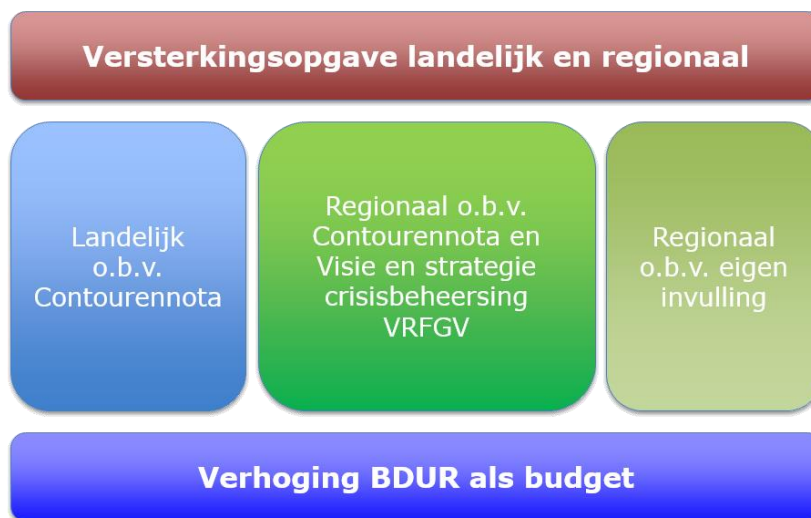 Versterkingsopgave landelijk en regionaal
Landelijk
o.b.v.
Contourennota
Regionaal o.b.v.
Contourennota en
Visie en strategie
crisisbeheersing
VRFGV
Regionaal
o.b.v. eigen
invulling
Verhoging BDUR als budget